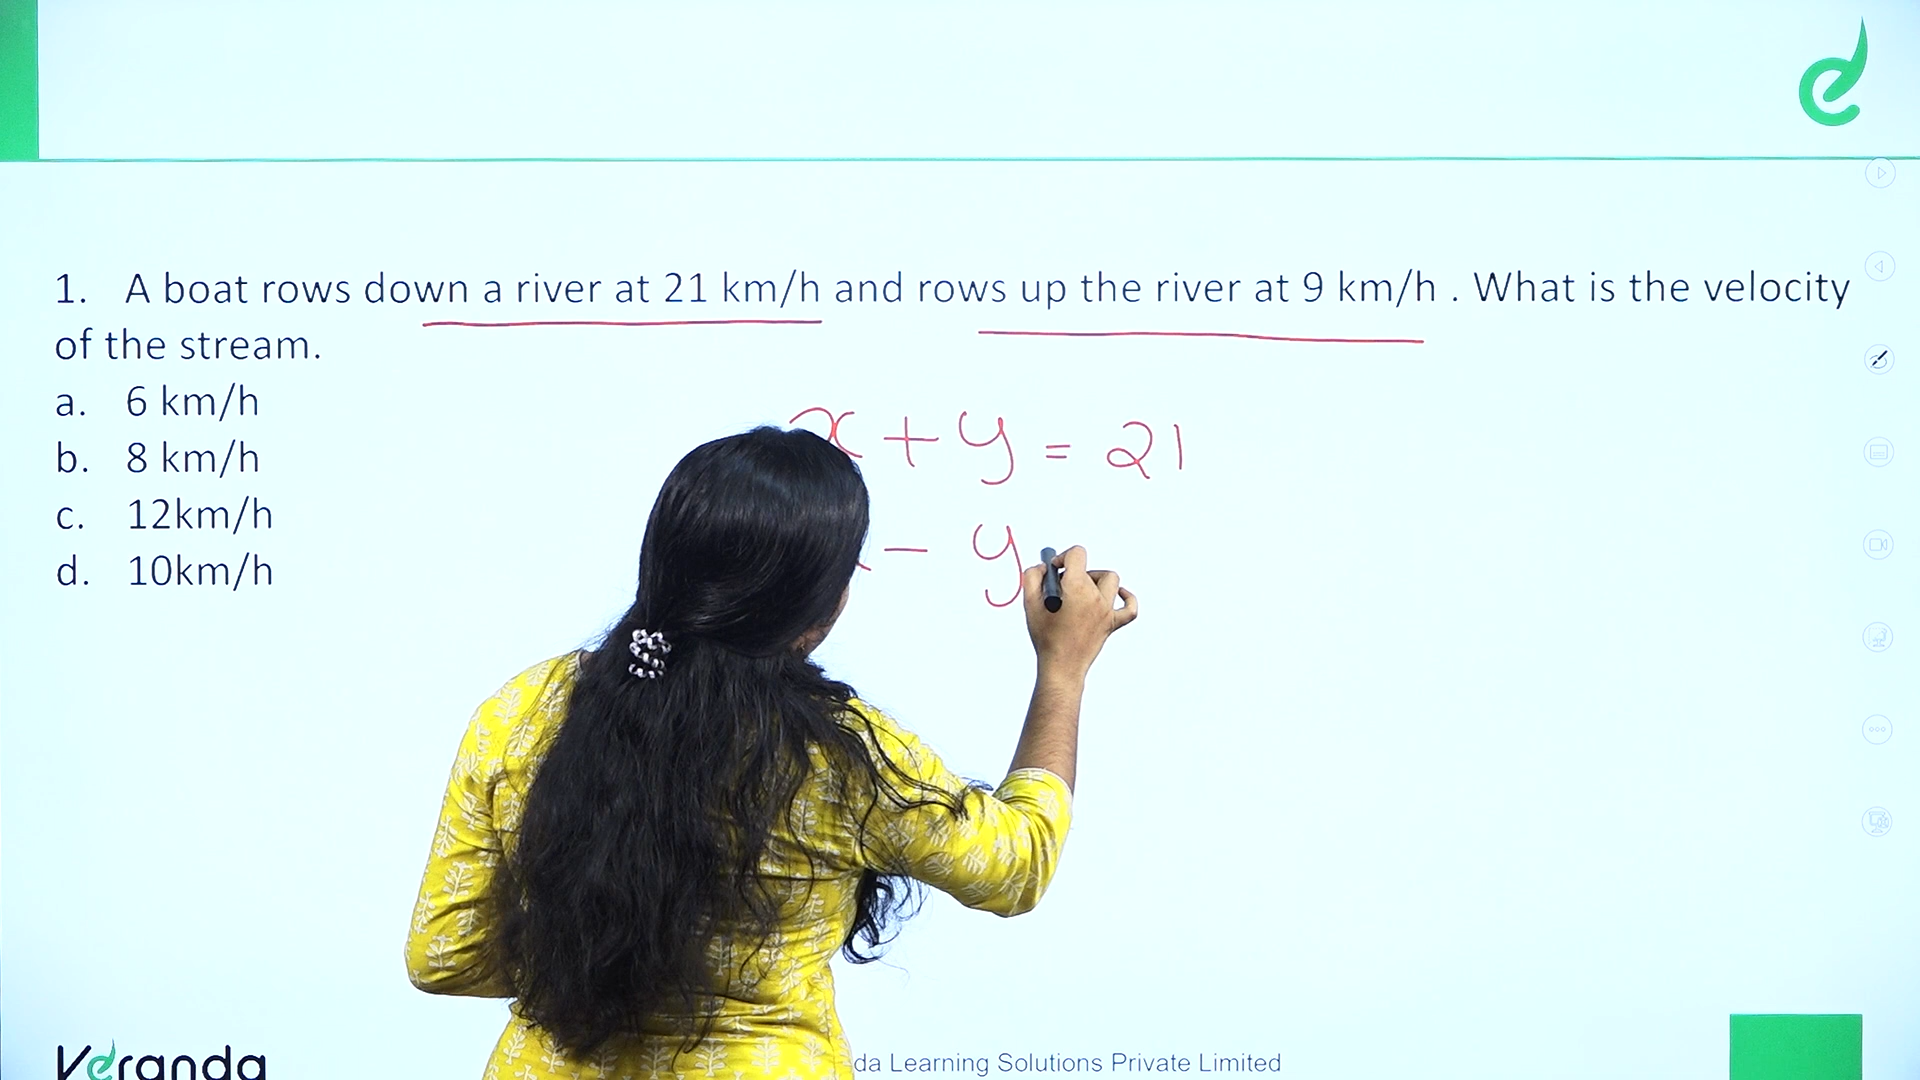 1. A boat rows down a river at 21 km/h and rows up the river at 9 km/h . What is the velocity
of the stream.
a. 6 km/h
b. 8 km/h
c. 12km/h
d. 10km/h
x + y = 21
- y
Veranda
da Learning Solutions Private Limited